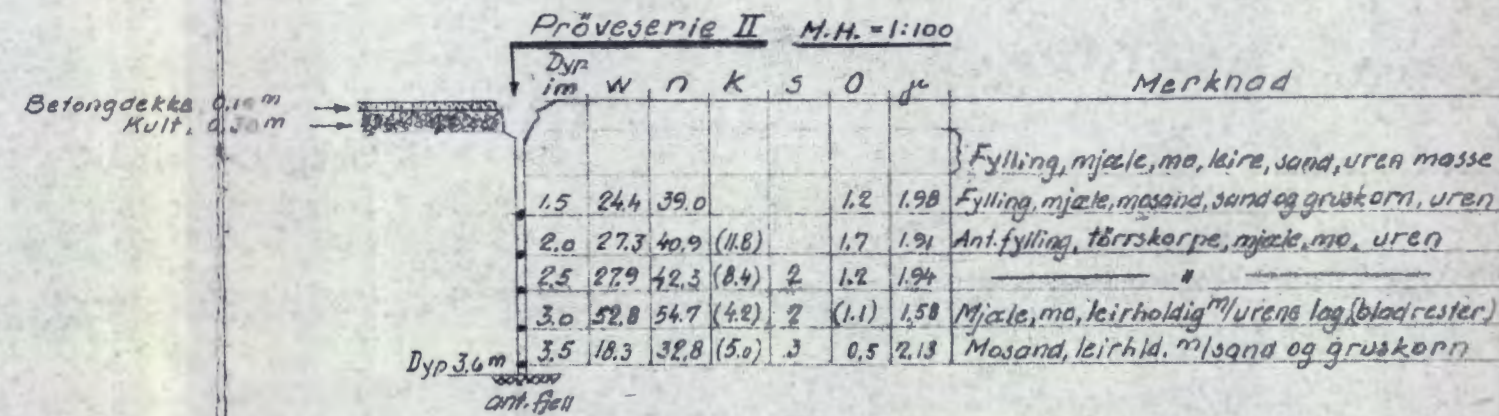 Pröveserie II M.H. = 1:100
Dyp i m w n k s O γ Merknad
Betongdekke m
Kult, m
Fylling, mjæle, mo, leire, sand, uren masse
1.5 24.4 39.0 1.2 1.98 Fylling, mjæle, mosand, sand og gruskorn, uren
2.0 27.3 40.9 (11.8) 1.7 1.91 Ant. fylling, törrskorpe, mjæle, mo, uren
2.5 27.9 42.3 (8.4) 2 1.2 1.94 — " —
3.0 52.8 54.7 (4.2) 2 (1.1) 1.58 Mjæle, mo, leirholdig m/urene lag (bladrester)
3.5 18.3 32.8 (5.0) 3 0.5 2.13 Mosand, leirhld. m/sand og gruskorn
Dyp 3.6 m
ant. fjell